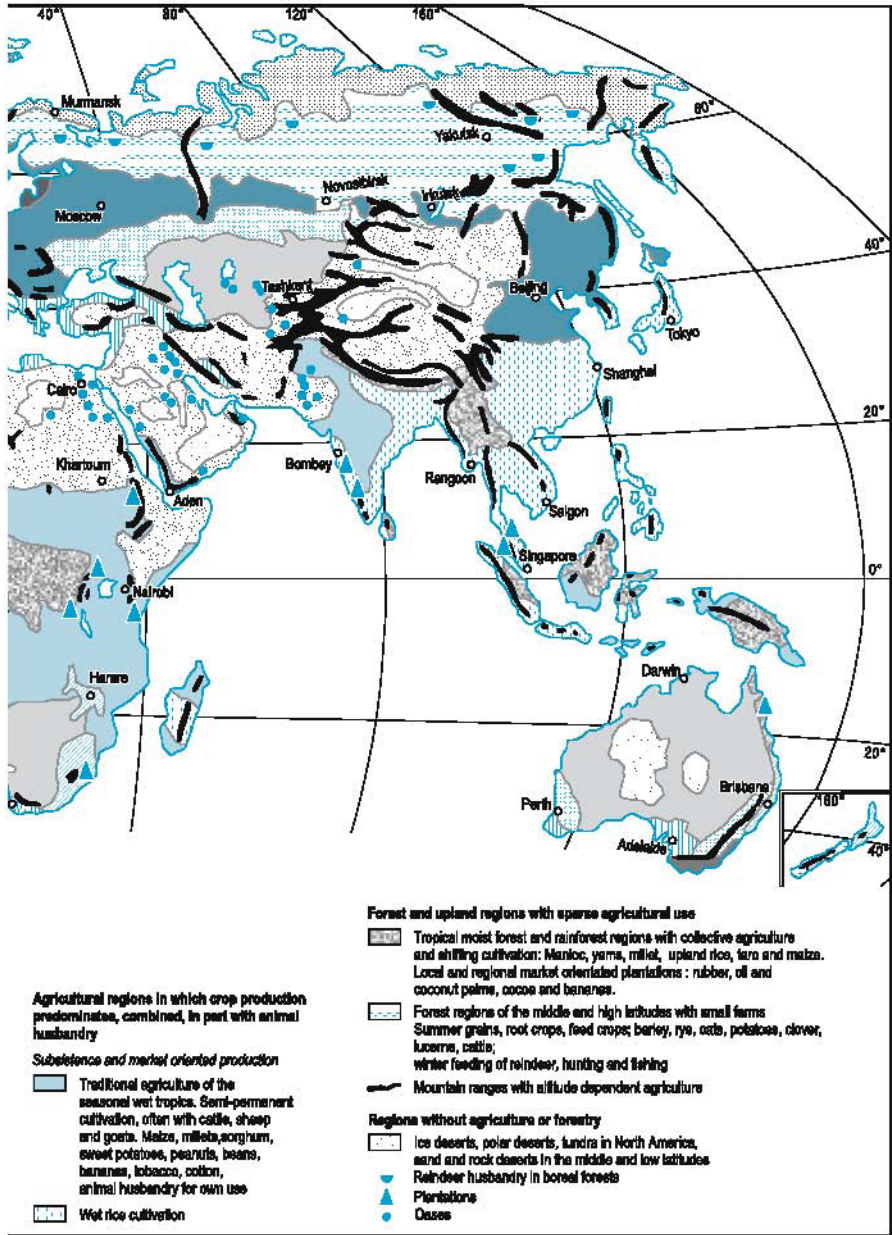 40°
80°
120°
160°
Murmansk
60°
Yakutsk
Novosibirsk
Irkutsk
Moscow
40°
Tashkent
Beijing
Tokyo
Cairo
Shanghai
20°
Bombay
Rangoon
Khartoum
Aden
Saigon
Singapore
0°
Nairobi
Darwin
Harare
20°
Brisbane
Perth
180°
Adelaide
40°
Forest and upland regions with sparse agricultural use
Tropical moist forest and rainforest regions with collective agriculture
and shifting cultivation: Manioc, yams, millet, upland rice, taro and maize.
Local and regional market orientated plantations : rubber, oil and
coconut palms, cocoa and bananas.
Forest regions of the middle and high latitudes with small farms
Summer grains, root crops, feed crops; barley, rye, oats, potatoes, clover,
lucerne, cattle;
winter feeding of reindeer, hunting and fishing
Mountain ranges with altitude dependent agriculture
Regions without agriculture or forestry
Ice deserts, polar deserts, tundra in North America,
sand and rock deserts in the middle and low latitudes
Reindeer husbandry in boreal forests
Plantations
Oases
Agricultural regions in which crop production
predominates, combined, in part with animal
husbandry
Subsistence and market oriented production
Traditional agriculture of the
seasonal wet tropics. Semi-permanent
cultivation, often with cattle, sheep
and goats. Maize, millets,sorghum,
sweet potatoes, peanuts, beans,
bananas, tobacco, cotton,
animal husbandry for own use
Wet rice cultivation